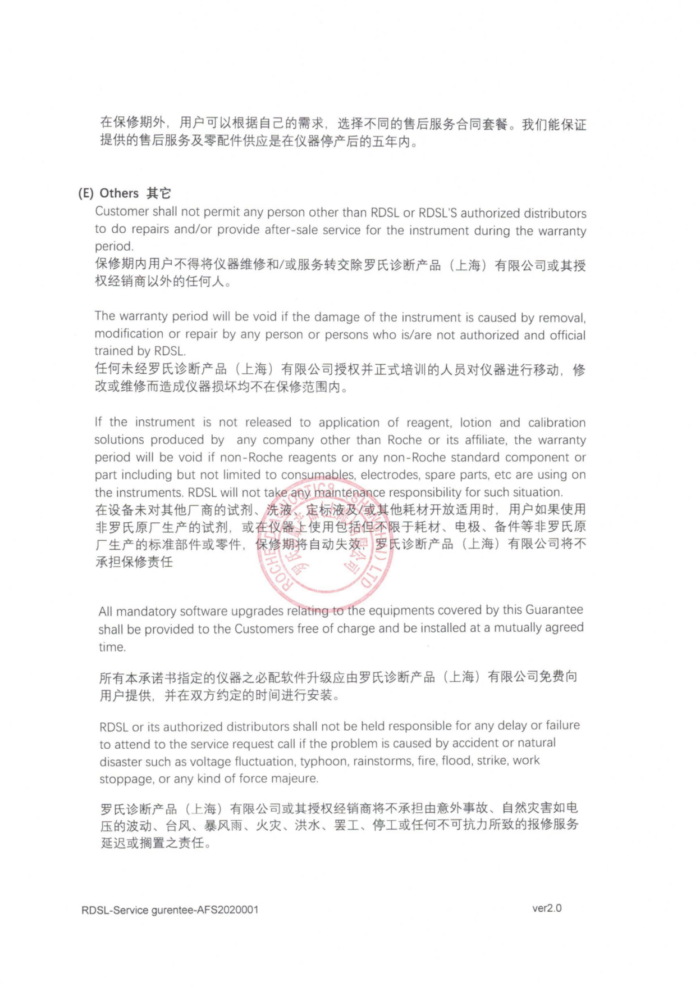 在保修期外，用户可以根据自己的需求，选择不同的售后服务合同套餐。我们能保证
提供的售后服务及零配件供应是在仪器停产后的五年内。
(E) Others 其它
Customer shall not permit any person other than RDSL or RDSL'S authorized distributors
to do repairs and/or provide after-sale service for the instrument during the warranty
period.
保修期内用户不得将仪器维修和/或服务转交除罗氏诊断产品（上海）有限公司或其授
权经销商以外的任何人。
The warranty period will be void if the damage of the instrument is caused by removal,
modification or repair by any person or persons who is/are not authorized and official
trained by RDSL.
任何未经罗氏诊断产品（上海）有限公司授权并正式培训的人员对仪器进行移动，修
改或维修而造成仪器损坏均不在保修范围内。
If the instrument is not released to application of reagent, lotion and calibration
solutions produced by any company other than Roche or its affiliate, the warranty
period will be void if non-Roche reagents or any non-Roche standard component or
part including but not limited to consumables, electrodes, spare parts, etc are using on
the instruments. RDSL will not take any maintenance responsibility for such situation.
在设备未对其他厂商的试剂、洗液、定标液及/或其他耗材开放适用时，用户如果使用
非罗氏原厂生产的试剂，或在仪器上使用包括但不限于耗材、电极、备件等非罗氏原
厂生产的标准部件或零件，保修期将自动失效，罗氏诊断产品（上海）有限公司将不
承担保修责任
ROCHE DIAGNOSTICS (SHANGHAI) LTD
罗氏诊断产品(上海)有限公司
All mandatory software upgrades relating to the equipments covered by this Guarantee
shall be provided to the Customers free of charge and be installed at a mutually agreed
time.
所有本承诺书指定的仪器之必配软件升级应由罗氏诊断产品（上海）有限公司免费向
用户提供，并在双方约定的时间进行安装。
RDSL or its authorized distributors shall not be held responsible for any delay or failure
to attend to the service request call if the problem is caused by accident or natural
disaster such as voltage fluctuation, typhoon, rainstorms, fire, flood, strike, work
stoppage, or any kind of force majeure.
罗氏诊断产品（上海）有限公司或其授权经销商将不承担由意外事故、自然灾害如电
压的波动、台风、暴风雨、火灾、洪水、罢工、停工或任何不可抗力所致的报修服务
延迟或搁置之责任。
RDSL-Service gurentee-AFS2020001
ver2.0